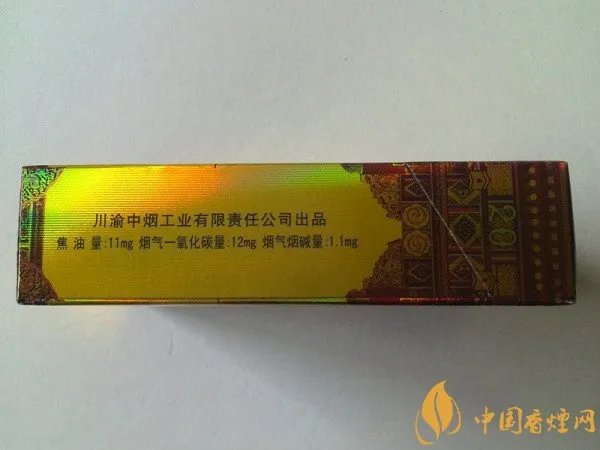 川渝中烟工业有限责任公司出品
焦油量:11mg 烟气一氧化碳量:12mg 烟气烟碱量:1.1mg
中国香煙网